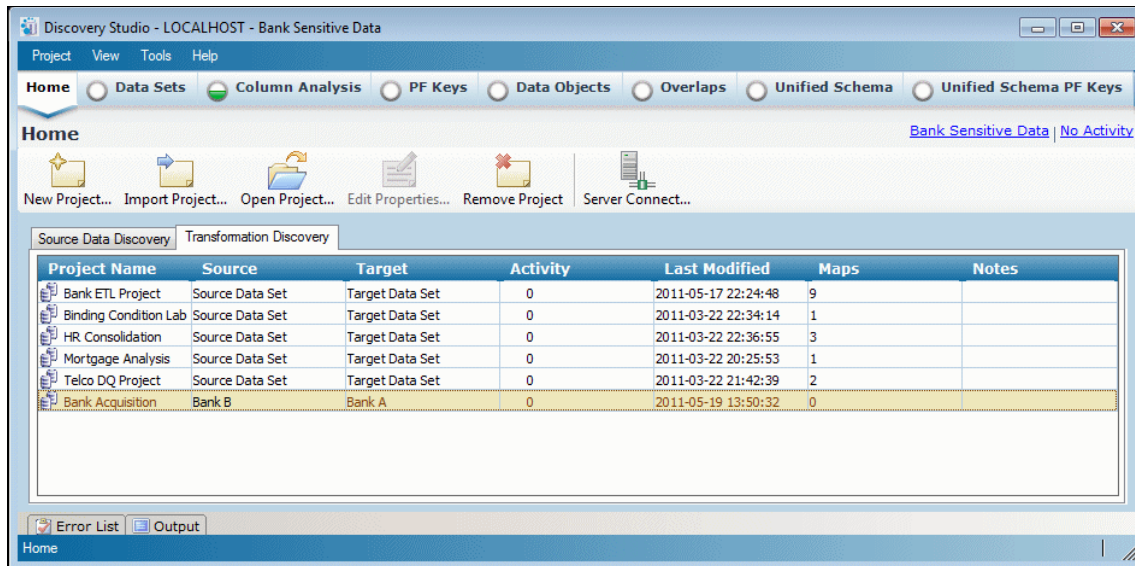 Discovery Studio - LOCALHOST - Bank Sensitive Data
Project View Tools Help
Home Data Sets Column Analysis PF Keys Data Objects Overlaps Unified Schema Unified Schema PF Keys
Home Bank Sensitive Data | No Activity
New Project... Import Project... Open Project... Edit Properties... Remove Project Server Connect...
Source Data Discovery Transformation Discovery
Project Name Source Target Activity Last Modified Maps Notes
Bank ETL Project Source Data Set Target Data Set 0 2011-05-17 22:24:48 9
Binding Condition Lab Source Data Set Target Data Set 0 2011-03-22 22:34:14 1
HR Consolidation Source Data Set Target Data Set 0 2011-03-22 22:36:55 3
Mortgage Analysis Source Data Set Target Data Set 0 2011-03-22 20:25:53 1
Telco DQ Project Source Data Set Target Data Set 0 2011-03-22 21:42:39 2
Bank Acquisition Bank B Bank A 0 2011-05-19 13:50:32 0
Error List Output
Home